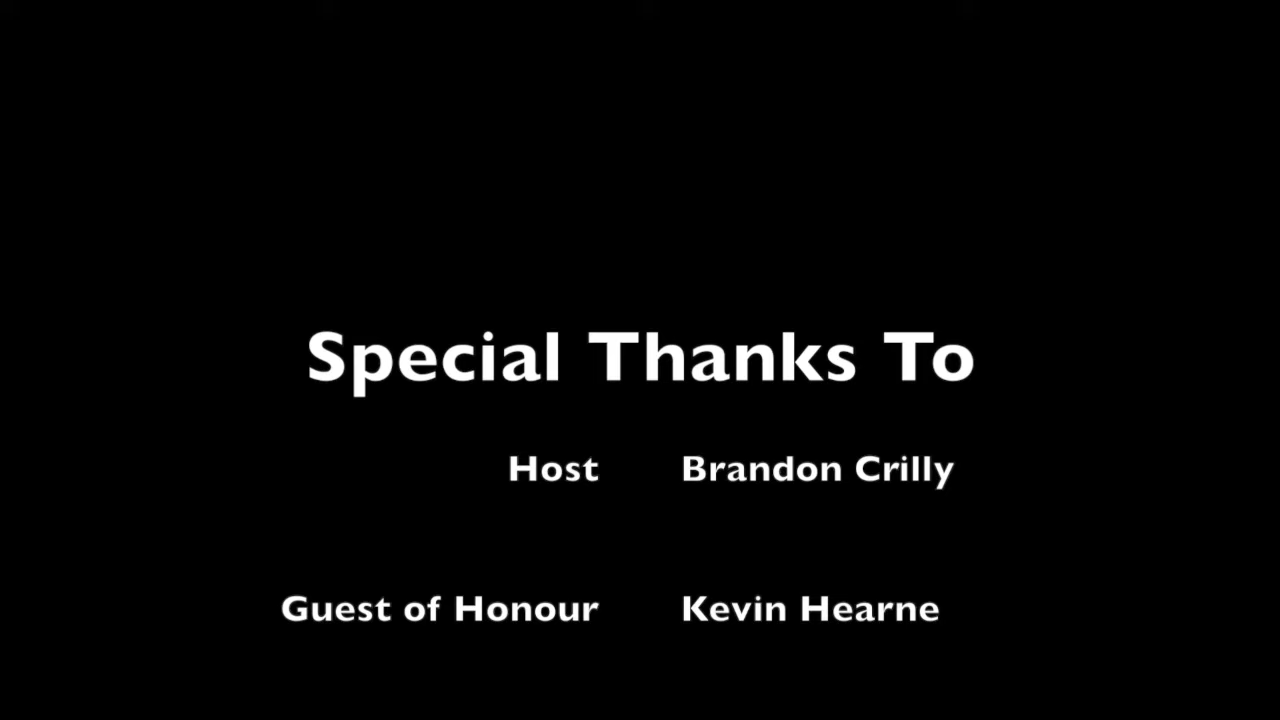 Special Thanks To
Host Brandon Crilly
Guest of Honour Kevin Hearne